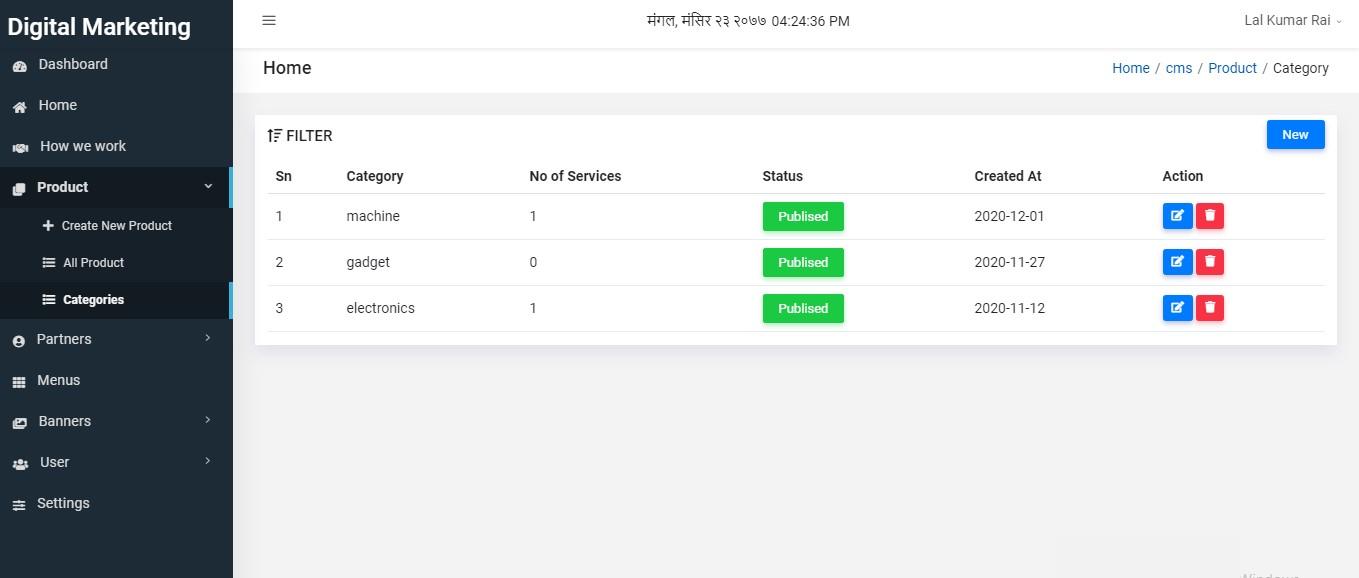 Digital Marketing
मंगल, मंसिर २३ २०७७ 04:24:36 PM
Lal Kumar Rai
Dashboard
Home
How we work
Product
Create New Product
All Product
Categories
Partners
Menus
Banners
User
Settings
Home
Home / cms / Product / Category
FILTER
New
Sn Category No of Services Status Created At Action
1 machine 1 Publised 2020-12-01
2 gadget 0 Publised 2020-11-27
3 electronics 1 Publised 2020-11-12